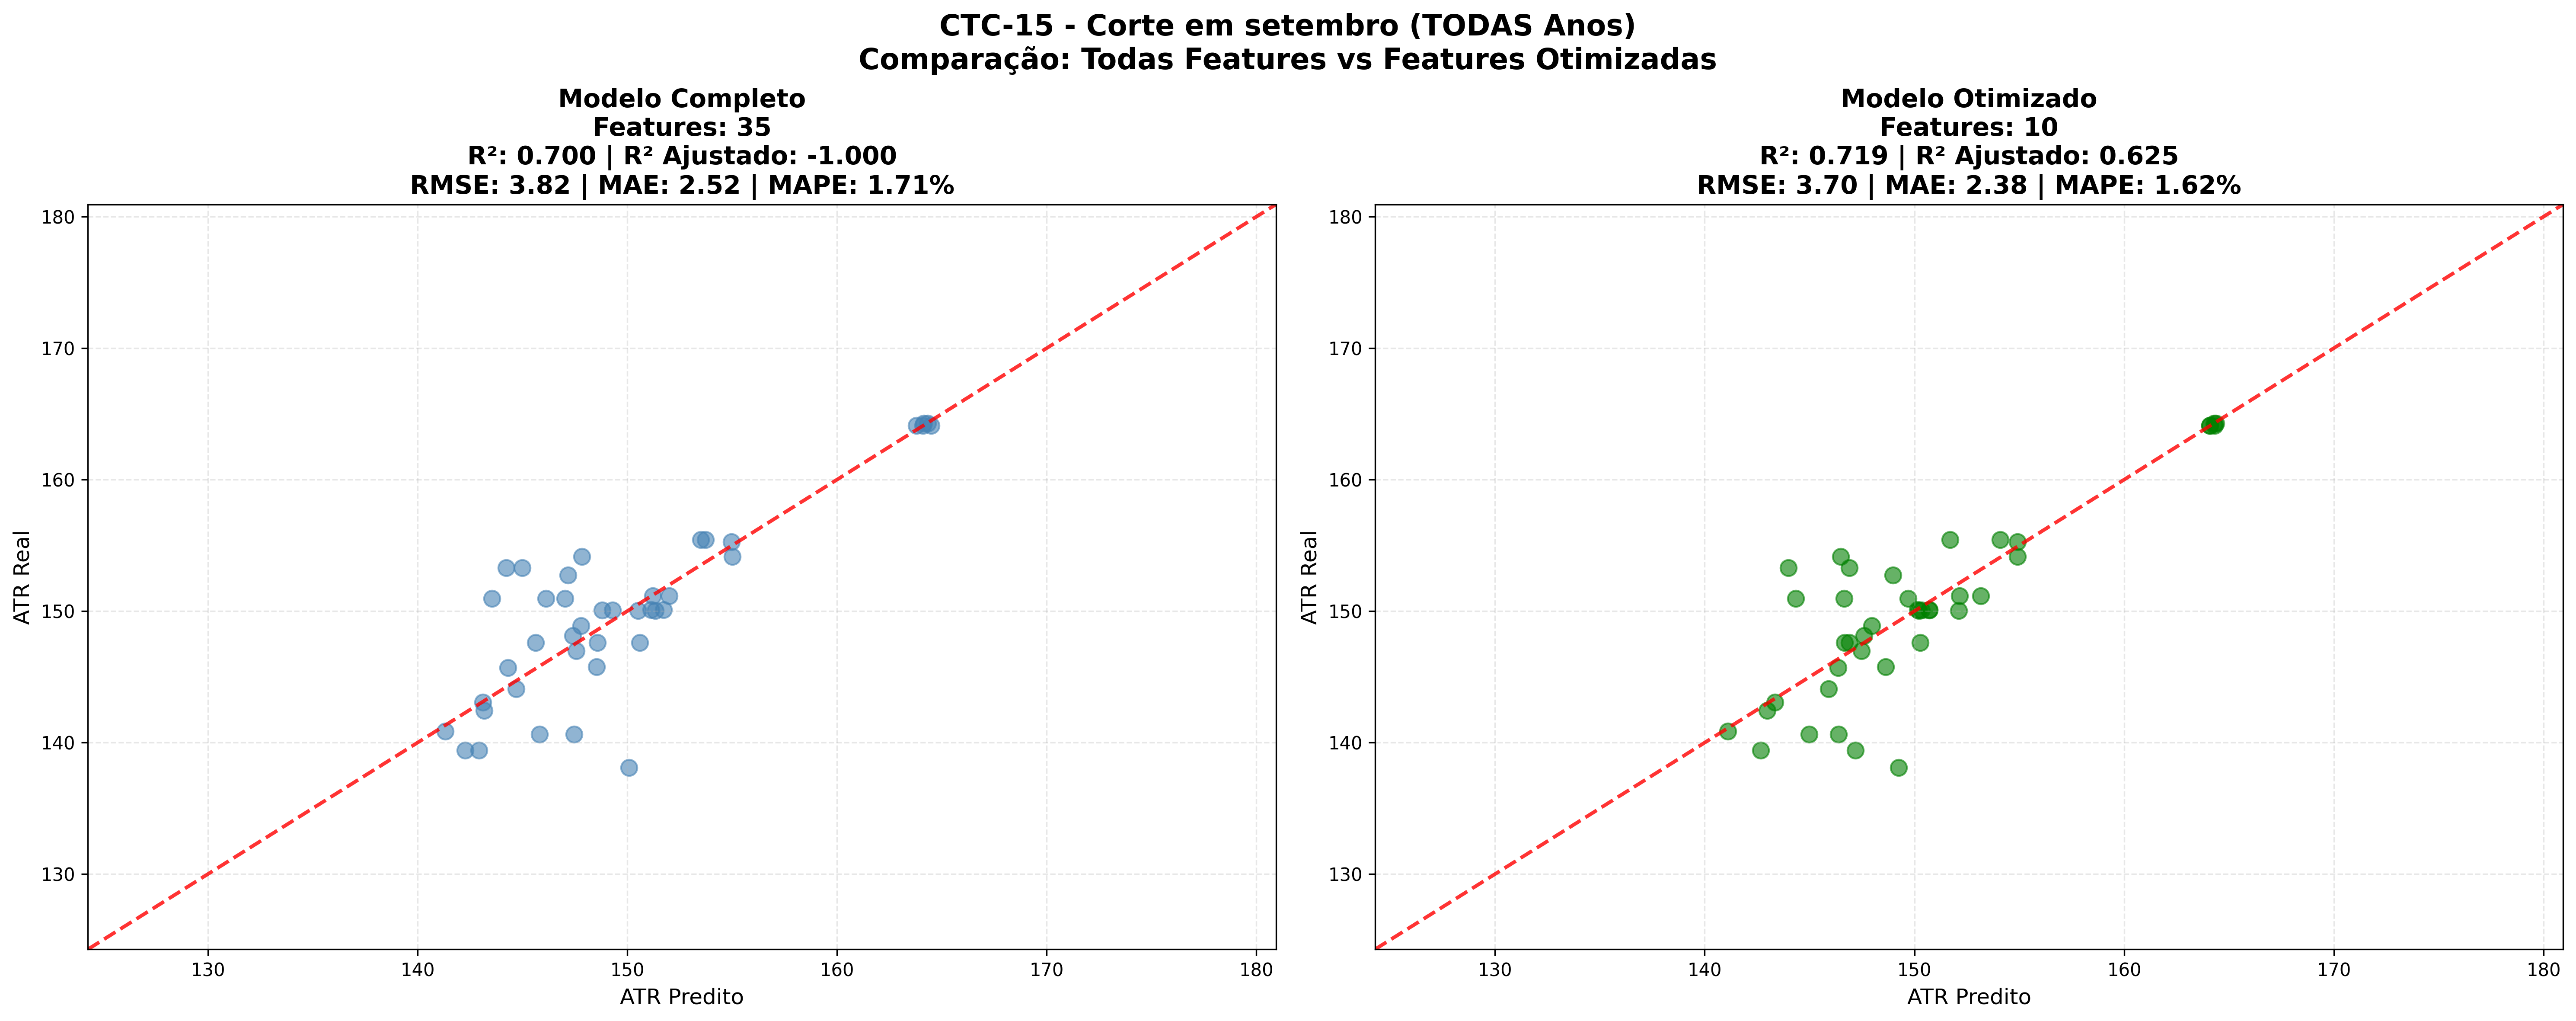 CTC-15 - Corte em setembro (TODAS Anos)
Comparação: Todas Features vs Features Otimizadas
Modelo Completo
Features: 35
R²: 0.700 | R² Ajustado: -1.000
RMSE: 3.82 | MAE: 2.52 | MAPE: 1.71%
180
170
160
150
140
130
ATR Real
130
140
150
160
170
180
ATR Predito
Modelo Otimizado
Features: 10
R²: 0.719 | R² Ajustado: 0.625
RMSE: 3.70 | MAE: 2.38 | MAPE: 1.62%
180
170
160
150
140
130
ATR Real
130
140
150
160
170
180
ATR Predito